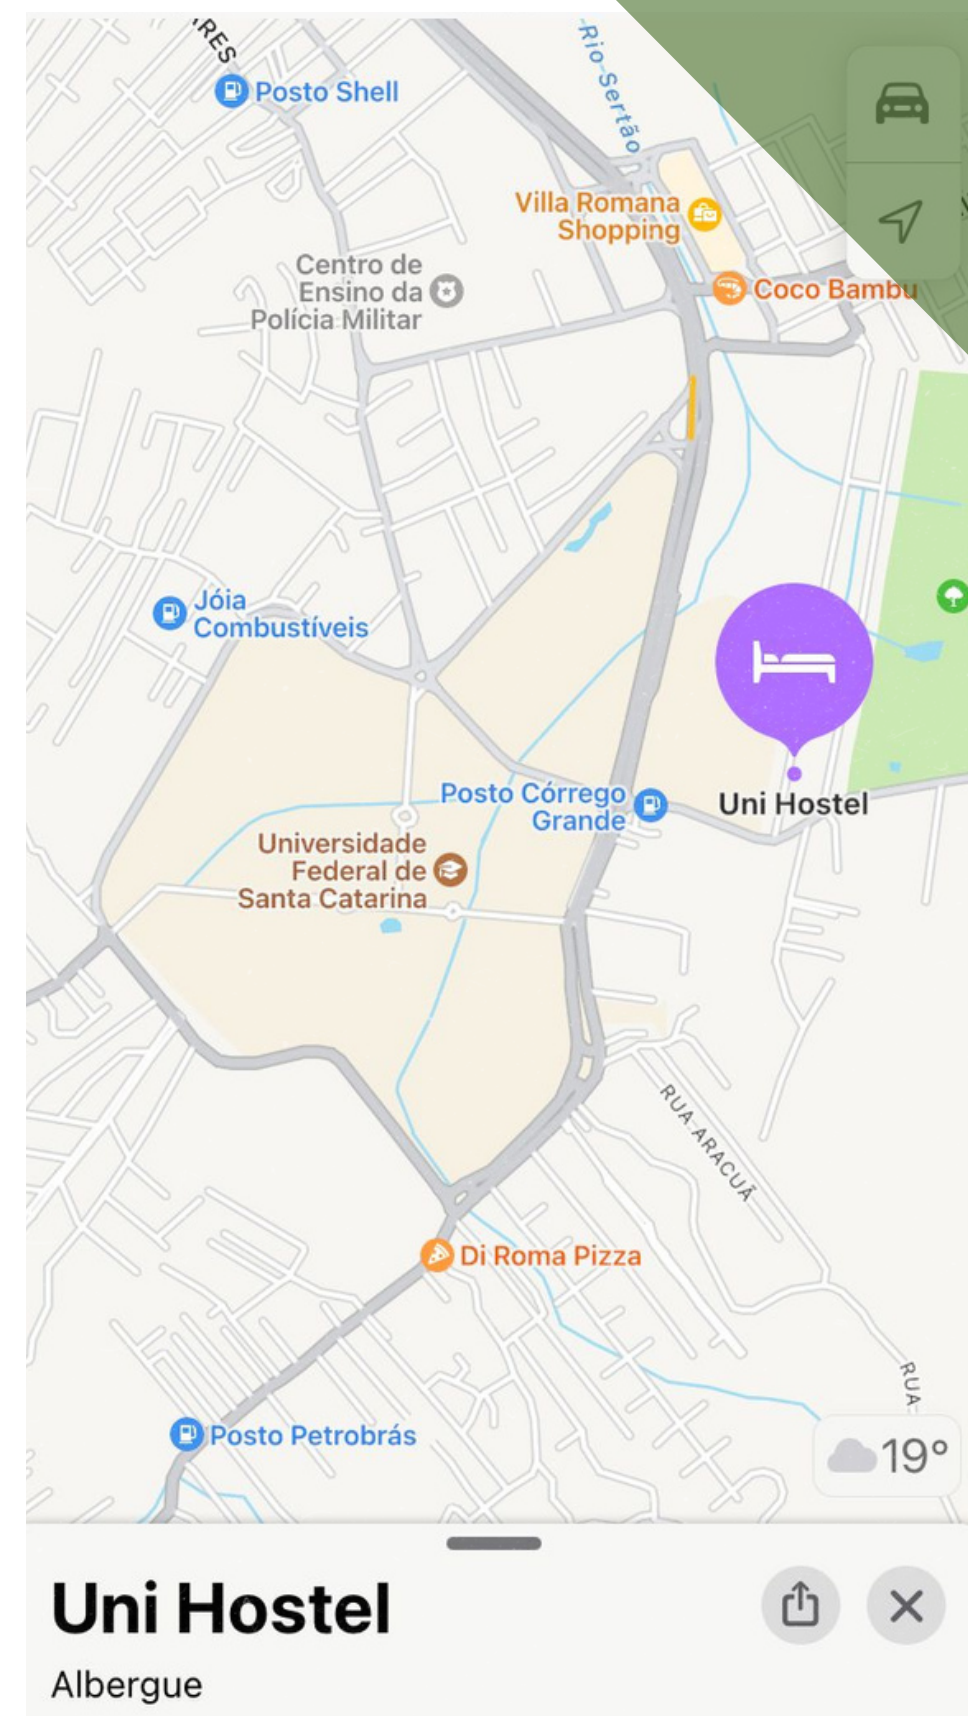 ARES
Posto Shell
Rio Sertão
Villa Romana
Shopping
Centro de
Ensino da
Polícia Militar
Coco Bambu
Jóia
Combustíveis
Posto Córrego
Grande
Uni Hostel
Universidade
Federal de
Santa Catarina
RUA ARACUÃ
Di Roma Pizza
RUA
Posto Petrobrás
19°
Uni Hostel
Albergue